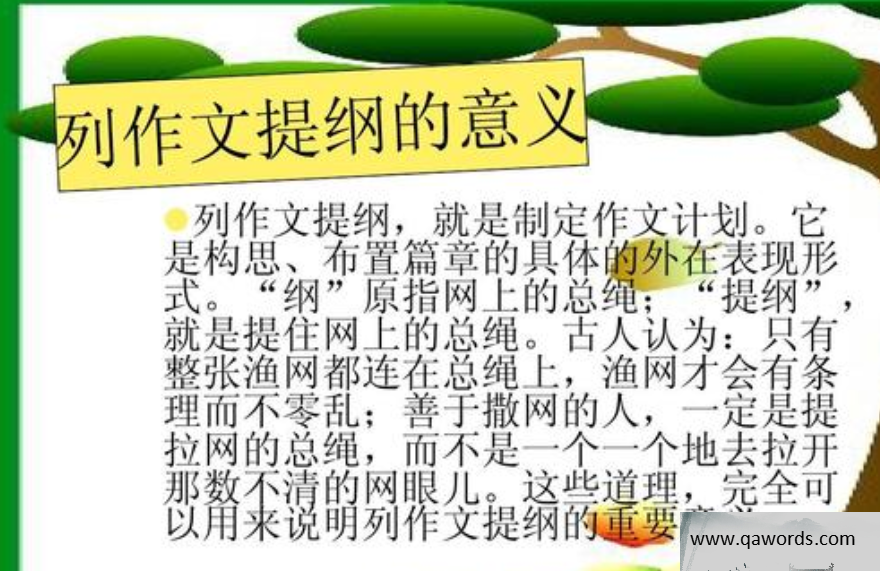 列作文提纲的意义
列作文提纲，就是制定作文计划。它
是构思、布置篇章的具体的外在表现形
式。“纲”原指网上的总绳；“提纲”，
就是提住网上的总绳。古人认为：只有
整张渔网都连在总绳上，渔网才会有条
理而不零乱；善于撒网的人，一定是提
拉网的总绳，而不是一个一个地去拉开
那数不清的网眼儿。这些道理，完全可
以用来说明列作文提纲的重要
www.qawords.com